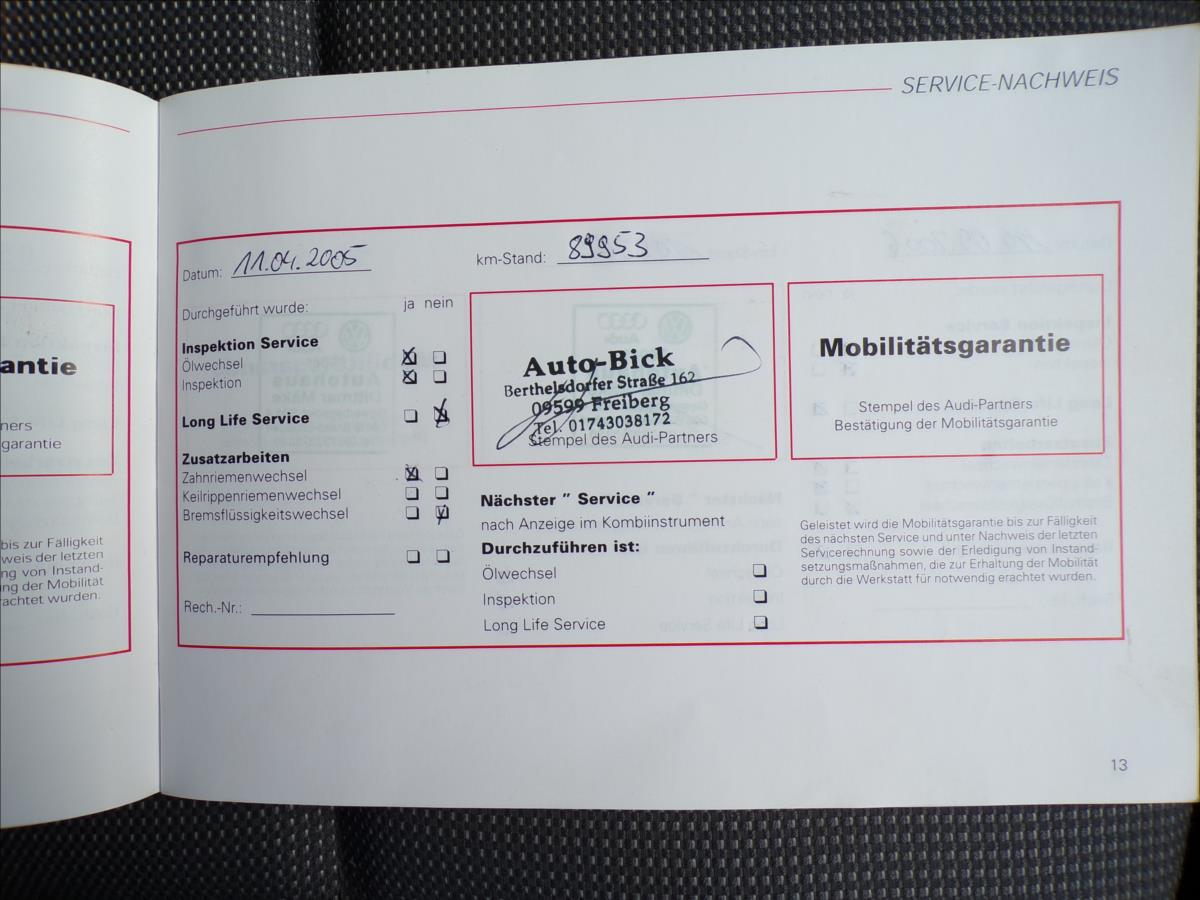 SERVICE-NACHWEIS
antie
ners
garantie
bis zur Fälligkeit
weis der letzten
ng von Instand-
ng der Mobilität
achtet wurden.
Datum: 11.04.2005
km-Stand: 89953
Durchgeführt wurde: ja nein
Inspektion Service
Ölwechsel
Inspektion
Long Life Service
Zusatzarbeiten
Zahnriemenwechsel
Keilrippenriemenwechsel
Bremsflüssigkeitswechsel
Reparaturempfehlung
Rech.-Nr.:
Auto-Bick
Berthelsdorfer Straße 162
09599 Freiberg
Tel. 01743038172
Stempel des Audi-Partners
Nächster " Service "
nach Anzeige im Kombiinstrument
Durchzuführen ist:
Ölwechsel
Inspektion
Long Life Service
Mobilitätsgarantie
Stempel des Audi-Partners
Bestätigung der Mobilitätsgarantie
Geleistet wird die Mobilitätsgarantie bis zur Fälligkeit
des nächsten Service und unter Nachweis der letzten
Servicerechnung sowie der Erledigung von Instand-
setzungsmaßnahmen, die zur Erhaltung der Mobilität
durch die Werkstatt für notwendig erachtet wurden.
13